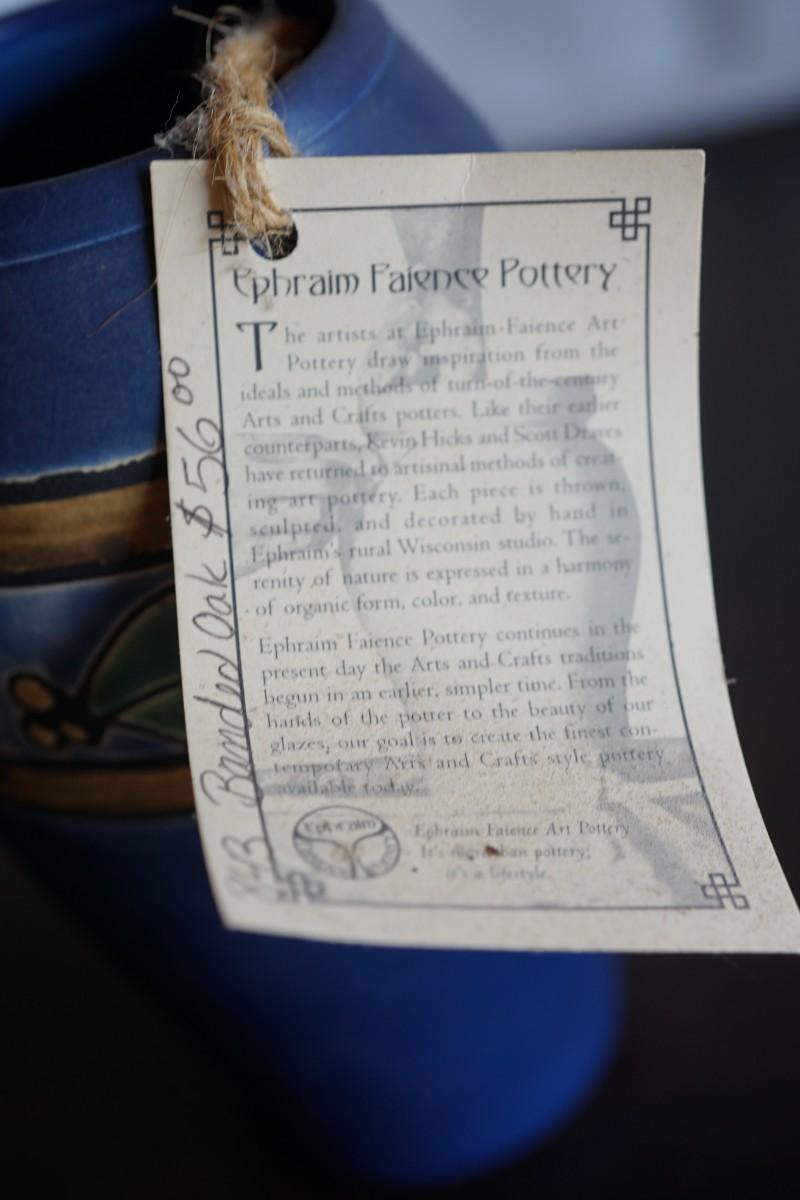 Ephraim Faience Pottery
The artists at Ephraim Faience Art
Pottery draw inspiration from the
ideals and methods of turn-of-the-century
Arts and Crafts potters. Like their earlier
counterparts, Kevin Hicks and Scott Draves
have returned to artisinal methods of creat-
ing art pottery. Each piece is thrown,
sculpted, and decorated by hand in
Ephraim's rural Wisconsin studio. The se-
renity of nature is expressed in a harmony
of organic form, color, and texture.
Ephraim Faience Pottery continues in the
present day the Arts and Crafts traditions
begun in an earlier, simpler time. From the
hands of the potter to the beauty of our
glazes, our goal is to create the finest con-
temporary Arts and Crafts style pottery
available today.
Ephraim
Ephraim Faience Art Pottery
It's more than pottery;
it's a lifestyle.
Banded Oak $56 00